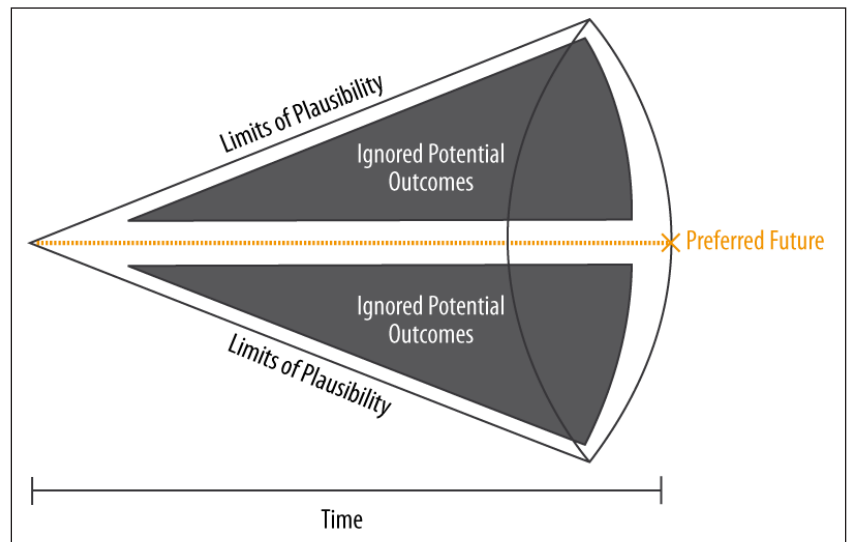 Limits of Plausibility
Ignored Potential
Outcomes
Preferred Future
Ignored Potential
Outcomes
Limits of Plausibility
Time